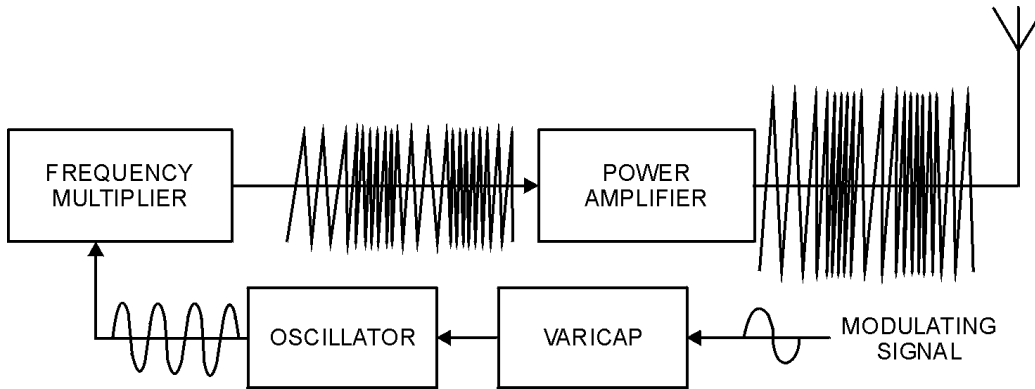 FREQUENCY
MULTIPLIER
POWER
AMPLIFIER
OSCILLATOR
VARICAP
MODULATING
SIGNAL